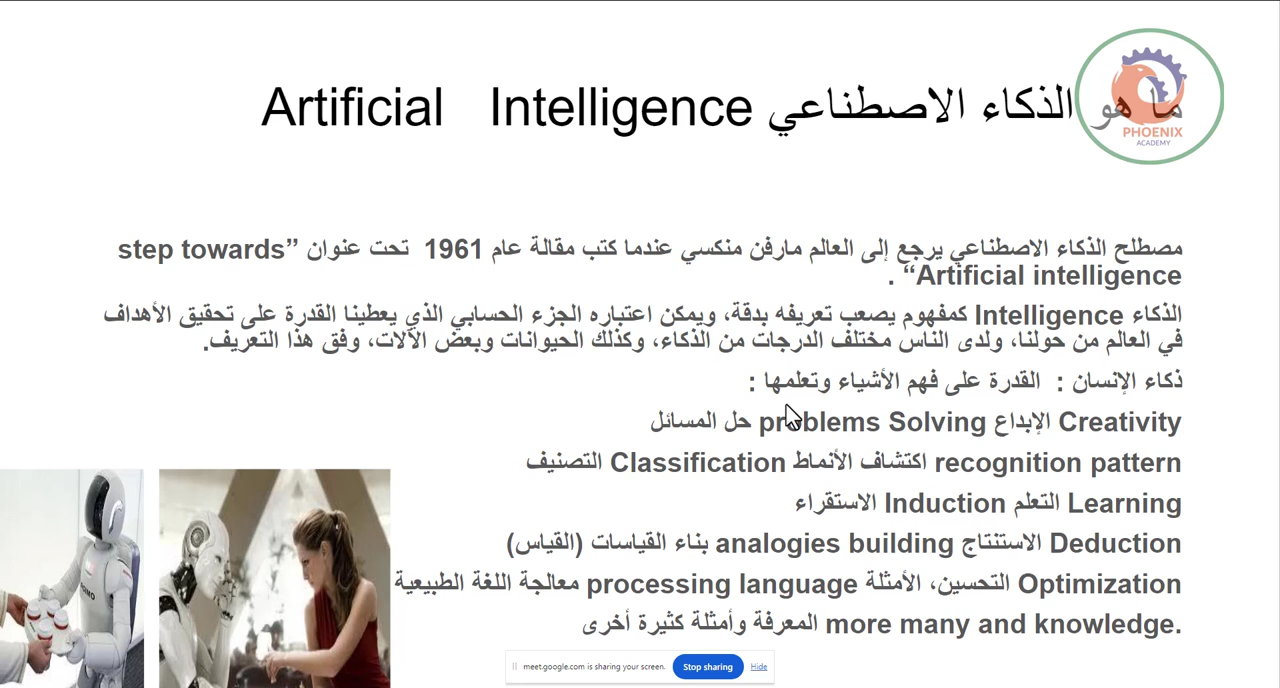 ما هو الذكاء الاصطناعي Artificial Intelligence
PHOENIX
ACADEMY
مصطلح الذكاء الاصطناعي يرجع إلى العالم مارفن منكسي عندما كتب مقالة عام 1961 تحت عنوان “step towards
Artificial intelligence“ .
الذكاء Intelligence كمفهوم يصعب تعريفه بدقة، ويمكن اعتباره الجزء الحسابي الذي يعطينا القدرة على تحقيق الأهداف
في العالم من حولنا، ولدى الناس مختلف الدرجات من الذكاء، وكذلك الحيوانات وبعض الآلات، وفق هذا التعريف.
ذكاء الإنسان : القدرة على فهم الأشياء وتعلمها :
Creativity الإبداع problems Solving حل المسائل
recognition pattern اكتشاف الأنماط Classification التصنيف
Learning التعلم Induction الاستقراء
Deduction الاستنتاج analogies building بناء القياسات (القياس)
Optimization التحسين، الأمثلة processing language معالجة اللغة الطبيعية
more many and knowledge. المعرفة وأمثلة كثيرة أخرى
meet.google.com is sharing your screen. Stop sharing Hide